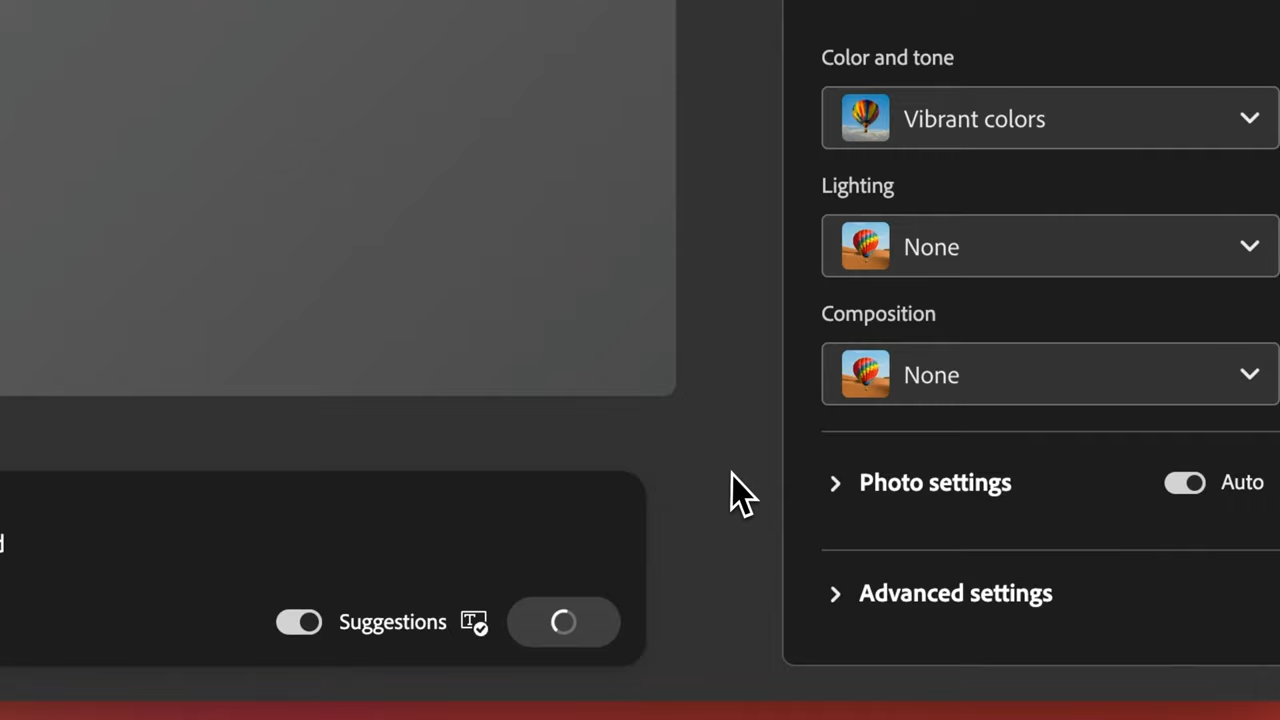 Color and tone
Vibrant colors
Lighting
None
Composition
None
Photo settings
Auto
Advanced settings
Suggestions